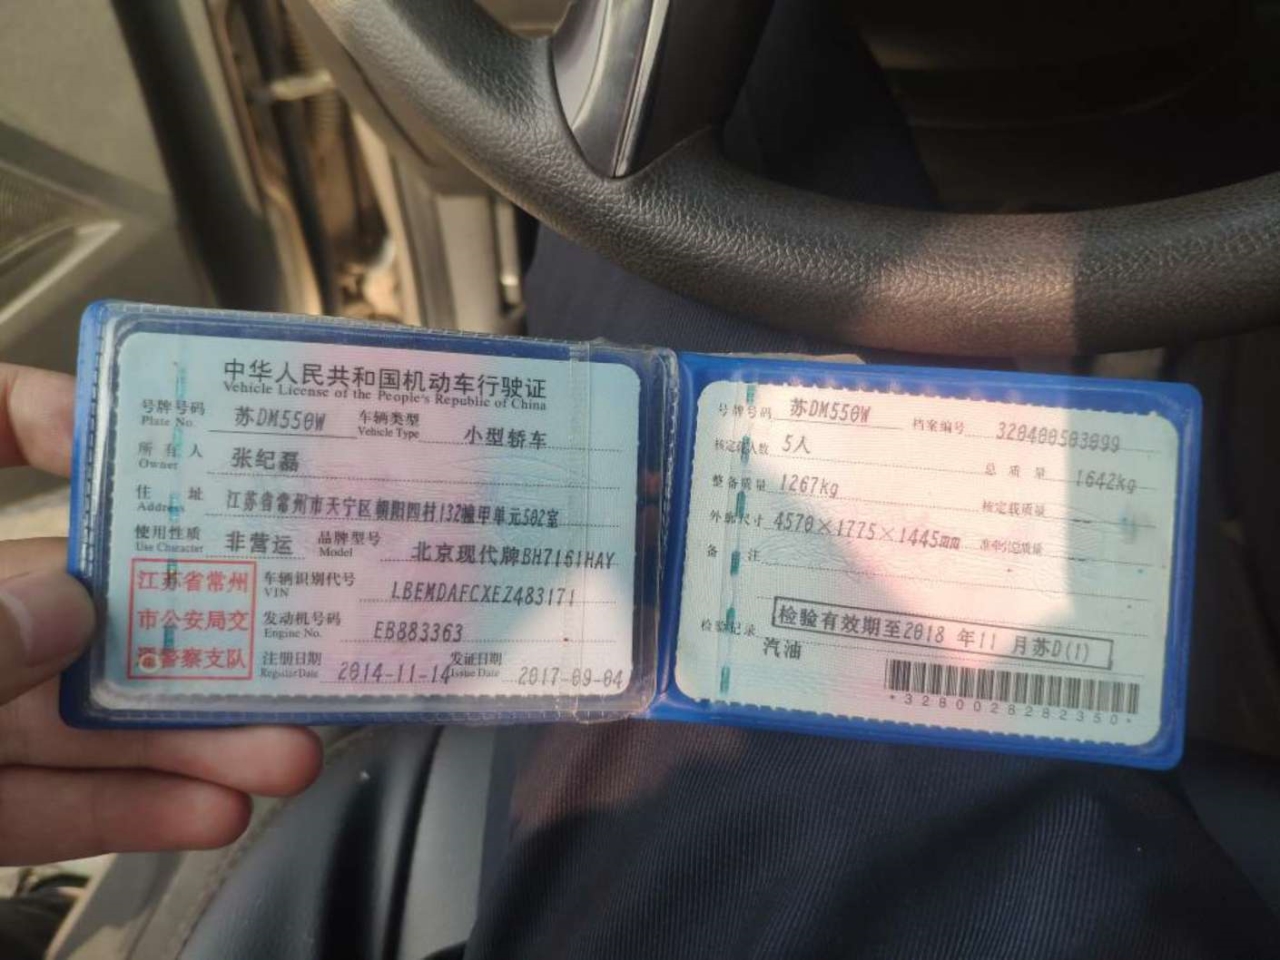 中华人民共和国机动车行驶证
Vehicle License of the People's Republic of China
号牌号码 苏DM550W 车辆类型 小型轿车
Plate No. Vehicle Type
所有人 张纪磊
Owner
住址 江苏省常州市天宁区朝阳四村132幢甲单元502室
Address
使用性质 非营运 品牌型号 北京现代牌BH7161HAY
Use Character Model
江苏省常州
市公安局交
警察支队
车辆识别代号 LBEMDAFCXEZ483171
VIN
发动机号码 EB883363
Engine No.
注册日期 2014-11-14 发证日期 2017-09-04
Register Date Issue Date
号牌号码 苏DM550W 档案编号 320400503099
核定载人数 5人 总质量 1642kg
整备质量 1267kg 核定载质量
外廓尺寸 4570×1775×1445mm 准牵引总质量
备注
检验记录 检验有效期至2018年11月苏D(1)
汽油
*3280028282350*